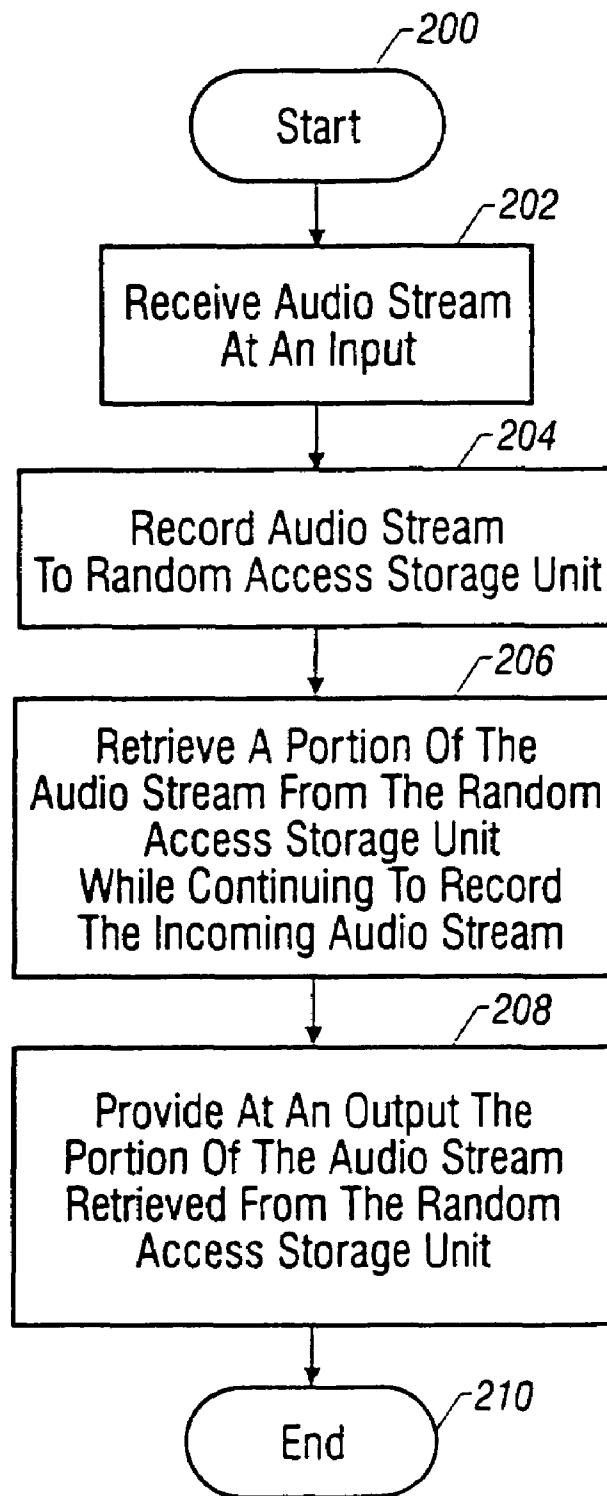 200
Start
202
Receive Audio Stream
At An Input
204
Record Audio Stream
To Random Access Storage Unit
206
Retrieve A Portion Of The
Audio Stream From The Random
Access Storage Unit
While Continuing To Record
The Incoming Audio Stream
208
Provide At An Output The
Portion Of The Audio Stream
Retrieved From The Random
Access Storage Unit
210
End